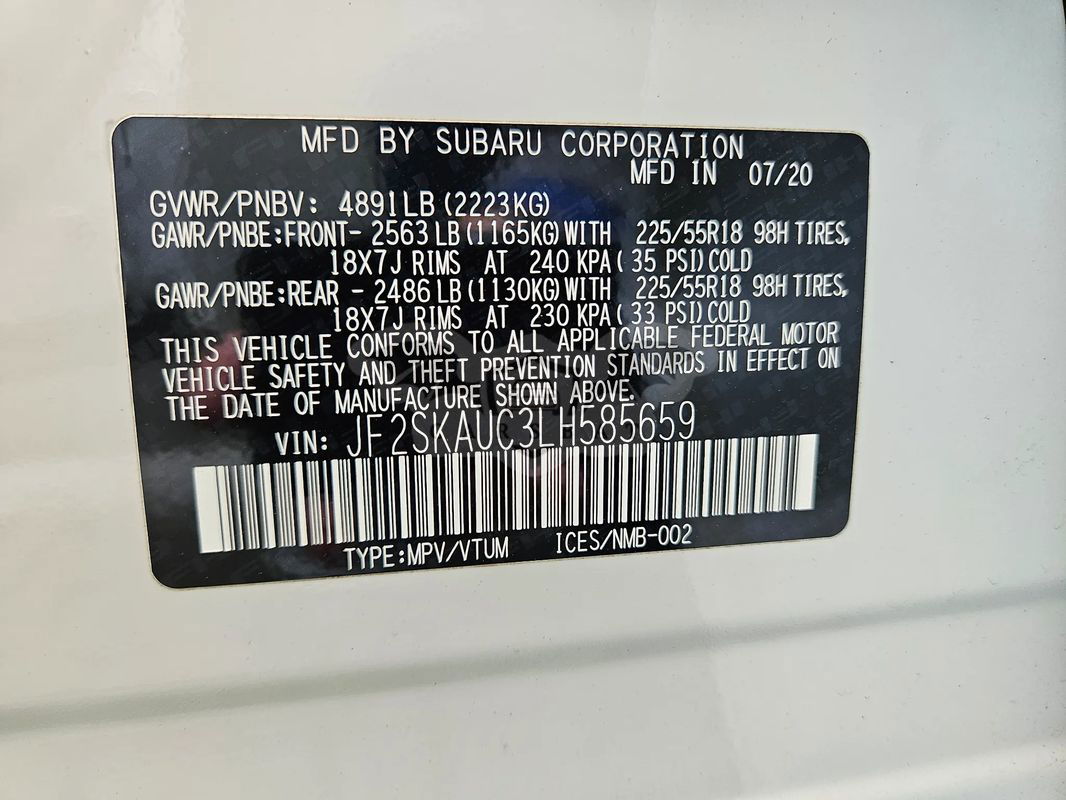 MFD BY SUBARU CORPORATION
MFD IN 07/20
GVWR/PNBV: 4891LB (2223KG)
GAWR/PNBE:FRONT- 2563LB (1165KG) WITH 225/55R18 98H TIRES,
18X7J RIMS AT 240 KPA ( 35 PSI) COLD
GAWR/PNBE:REAR - 2486LB (1130KG) WITH 225/55R18 98H TIRES,
18X7J RIMS AT 230 KPA ( 33 PSI) COLD
THIS VEHICLE CONFORMS TO ALL APPLICABLE FEDERAL MOTOR
VEHICLE SAFETY AND THEFT PREVENTION STANDARDS IN EFFECT ON
THE DATE OF MANUFACTURE SHOWN ABOVE.
VIN: JF2SKAUC3LH585659
TYPE:MPV/VTUM ICES/NMB-002